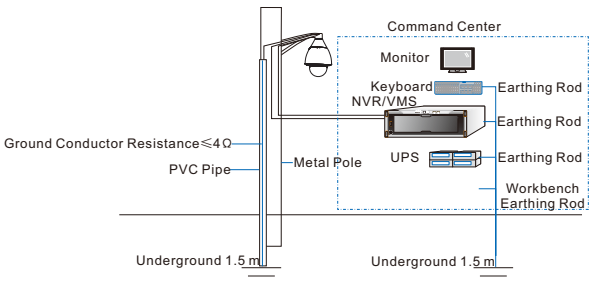 Command Center
Monitor
Keyboard
Earthing Rod
NVR/VMS
Earthing Rod
Ground Conductor Resistance≤4Ω
PVC Pipe
Metal Pole
UPS
Earthing Rod
Workbench
Earthing Rod
Underground 1.5 m
Underground 1.5 m